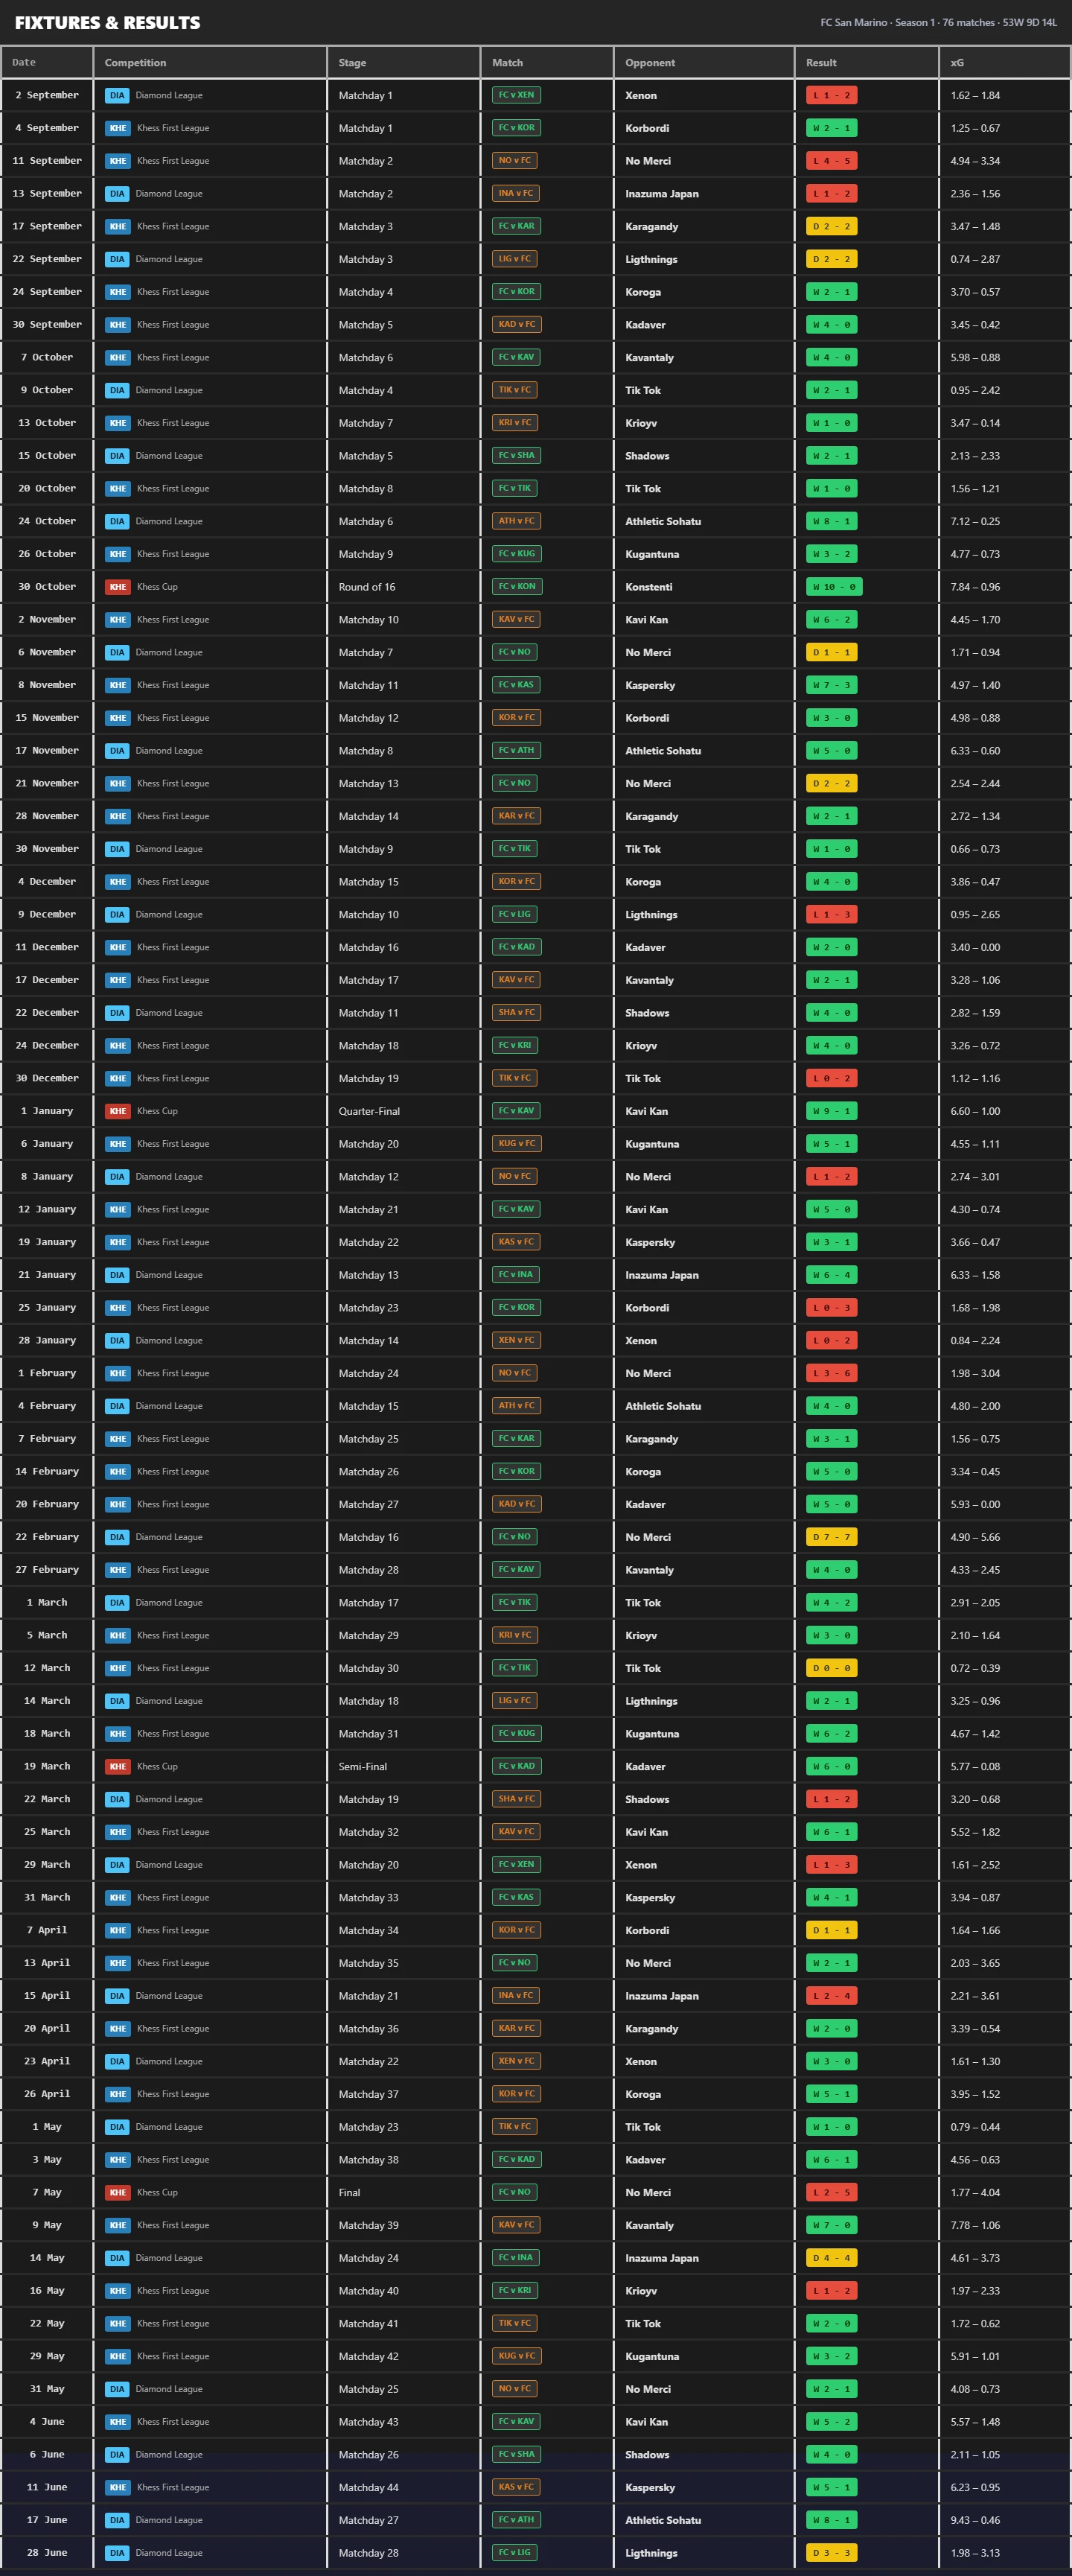 FIXTURES & RESULTS
FC San Marino · Season 1 · 76 matches · 53W 9D 14L
Date Competition Stage Match Opponent Result xG
2 September DIA Diamond League Matchday 1 FC v XEN Xenon L 1 - 2 1.62 – 1.84
4 September KHE Khess First League Matchday 1 FC v KOR Korbordi W 2 - 1 1.25 – 0.67
11 September KHE Khess First League Matchday 2 NO v FC No Merci L 4 - 5 4.94 – 3.34
13 September DIA Diamond League Matchday 2 INA v FC Inazuma Japan L 1 - 2 2.36 – 1.56
17 September KHE Khess First League Matchday 3 FC v KAR Karagandy D 2 - 2 3.47 – 1.48
22 September DIA Diamond League Matchday 3 LIG v FC Ligthnings D 2 - 2 0.74 – 2.87
24 September KHE Khess First League Matchday 4 FC v KOR Koroga W 2 - 1 3.70 – 0.57
30 September KHE Khess First League Matchday 5 KAD v FC Kadaver W 4 - 0 3.45 – 0.42
7 October KHE Khess First League Matchday 6 FC v KAV Kavantaly W 4 - 0 5.98 – 0.88
9 October DIA Diamond League Matchday 4 TIK v FC Tik Tok W 2 - 1 0.95 – 2.42
13 October KHE Khess First League Matchday 7 KRI v FC Krioyv W 1 - 0 3.47 – 0.14
15 October DIA Diamond League Matchday 5 FC v SHA Shadows W 2 - 1 2.13 – 2.33
20 October KHE Khess First League Matchday 8 FC v TIK Tik Tok W 1 - 0 1.56 – 1.21
24 October DIA Diamond League Matchday 6 ATH v FC Athletic Sohatu W 8 - 1 7.12 – 0.25
26 October KHE Khess First League Matchday 9 FC v KUG Kugantuna W 3 - 2 4.77 – 0.73
30 October KHE Khess Cup Round of 16 FC v KON Konstenti W 10 - 0 7.84 – 0.96
2 November KHE Khess First League Matchday 10 KAV v FC Kavi Kan W 6 - 2 4.45 – 1.70
6 November DIA Diamond League Matchday 7 FC v NO No Merci D 1 - 1 1.71 – 0.94
8 November KHE Khess First League Matchday 11 FC v KAS Kaspersky W 7 - 3 4.97 – 1.40
15 November KHE Khess First League Matchday 12 KOR v FC Korbordi W 3 - 0 4.98 – 0.88
17 November DIA Diamond League Matchday 8 FC v ATH Athletic Sohatu W 5 - 0 6.33 – 0.60
21 November KHE Khess First League Matchday 13 FC v NO No Merci D 2 - 2 2.54 – 2.44
28 November KHE Khess First League Matchday 14 KAR v FC Karagandy W 2 - 1 2.72 – 1.34
30 November DIA Diamond League Matchday 9 FC v TIK Tik Tok W 1 - 0 0.66 – 0.73
4 December KHE Khess First League Matchday 15 KOR v FC Koroga W 4 - 0 3.86 – 0.47
9 December DIA Diamond League Matchday 10 FC v LIG Ligthnings L 1 - 3 0.95 – 2.65
11 December KHE Khess First League Matchday 16 FC v KAD Kadaver W 2 - 0 3.40 – 0.00
17 December KHE Khess First League Matchday 17 KAV v FC Kavantaly W 2 - 1 3.28 – 1.06
22 December DIA Diamond League Matchday 11 SHA v FC Shadows W 4 - 0 2.82 – 1.59
24 December KHE Khess First League Matchday 18 FC v KRI Krioyv W 4 - 0 3.26 – 0.72
30 December KHE Khess First League Matchday 19 TIK v FC Tik Tok L 0 - 2 1.12 – 1.16
1 January KHE Khess Cup Quarter-Final FC v KAV Kavi Kan W 9 - 1 6.60 – 1.00
6 January KHE Khess First League Matchday 20 KUG v FC Kugantuna W 5 - 1 4.55 – 1.11
8 January DIA Diamond League Matchday 12 NO v FC No Merci L 1 - 2 2.74 – 3.01
12 January KHE Khess First League Matchday 21 FC v KAV Kavi Kan W 5 - 0 4.30 – 0.74
19 January KHE Khess First League Matchday 22 KAS v FC Kaspersky W 3 - 1 3.66 – 0.47
21 January DIA Diamond League Matchday 13 FC v INA Inazuma Japan W 6 - 4 6.33 – 1.58
25 January KHE Khess First League Matchday 23 FC v KOR Korbordi L 0 - 3 1.68 – 1.98
28 January DIA Diamond League Matchday 14 XEN v FC Xenon L 0 - 2 0.84 – 2.24
1 February KHE Khess First League Matchday 24 NO v FC No Merci L 3 - 6 1.98 – 3.04
4 February DIA Diamond League Matchday 15 ATH v FC Athletic Sohatu W 4 - 0 4.80 – 2.00
7 February KHE Khess First League Matchday 25 FC v KAR Karagandy W 3 - 1 1.56 – 0.75
14 February KHE Khess First League Matchday 26 FC v KOR Koroga W 5 - 0 3.34 – 0.45
20 February KHE Khess First League Matchday 27 KAD v FC Kadaver W 5 - 0 5.93 – 0.00
22 February DIA Diamond League Matchday 16 FC v NO No Merci D 7 - 7 4.90 – 5.66
27 February KHE Khess First League Matchday 28 FC v KAV Kavantaly W 4 - 0 4.33 – 2.45
1 March DIA Diamond League Matchday 17 FC v TIK Tik Tok W 4 - 2 2.91 – 2.05
5 March KHE Khess First League Matchday 29 KRI v FC Krioyv W 3 - 0 2.10 – 1.64
12 March KHE Khess First League Matchday 30 FC v TIK Tik Tok D 0 - 0 0.72 – 0.39
14 March DIA Diamond League Matchday 18 LIG v FC Ligthnings W 2 - 1 3.25 – 0.96
18 March KHE Khess First League Matchday 31 FC v KUG Kugantuna W 6 - 2 4.67 – 1.42
19 March KHE Khess Cup Semi-Final FC v KAD Kadaver W 6 - 0 5.77 – 0.08
22 March DIA Diamond League Matchday 19 SHA v FC Shadows L 1 - 2 3.20 – 0.68
25 March KHE Khess First League Matchday 32 KAV v FC Kavi Kan W 6 - 1 5.52 – 1.82
29 March DIA Diamond League Matchday 20 FC v XEN Xenon L 1 - 3 1.61 – 2.52
31 March KHE Khess First League Matchday 33 FC v KAS Kaspersky W 4 - 1 3.94 – 0.87
7 April KHE Khess First League Matchday 34 KOR v FC Korbordi D 1 - 1 1.64 – 1.66
13 April KHE Khess First League Matchday 35 FC v NO No Merci W 2 - 1 2.03 – 3.65
15 April DIA Diamond League Matchday 21 INA v FC Inazuma Japan L 2 - 4 2.21 – 3.61
20 April KHE Khess First League Matchday 36 KAR v FC Karagandy W 2 - 0 3.39 – 0.54
23 April DIA Diamond League Matchday 22 XEN v FC Xenon W 3 - 0 1.61 – 1.30
26 April KHE Khess First League Matchday 37 KOR v FC Koroga W 5 - 1 3.95 – 1.52
1 May DIA Diamond League Matchday 23 TIK v FC Tik Tok W 1 - 0 0.79 – 0.44
3 May KHE Khess First League Matchday 38 FC v KAD Kadaver W 6 - 1 4.56 – 0.63
7 May KHE Khess Cup Final FC v NO No Merci L 2 - 5 1.77 – 4.04
9 May KHE Khess First League Matchday 39 KAV v FC Kavantaly W 7 - 0 7.78 – 1.06
14 May DIA Diamond League Matchday 24 FC v INA Inazuma Japan D 4 - 4 4.61 – 3.73
16 May KHE Khess First League Matchday 40 FC v KRI Krioyv L 1 - 2 1.97 – 2.33
22 May KHE Khess First League Matchday 41 TIK v FC Tik Tok W 2 - 0 1.72 – 0.62
29 May KHE Khess First League Matchday 42 KUG v FC Kugantuna W 3 - 2 5.91 – 1.01
31 May DIA Diamond League Matchday 25 NO v FC No Merci W 2 - 1 4.08 – 0.73
4 June KHE Khess First League Matchday 43 FC v KAV Kavi Kan W 5 - 2 5.57 – 1.48
6 June DIA Diamond League Matchday 26 FC v SHA Shadows W 4 - 0 2.11 – 1.05
11 June KHE Khess First League Matchday 44 KAS v FC Kaspersky W 5 - 1 6.23 – 0.95
17 June DIA Diamond League Matchday 27 FC v ATH Athletic Sohatu W 8 - 1 9.43 – 0.46
28 June DIA Diamond League Matchday 28 FC v LIG Ligthnings D 3 - 3 1.98 – 3.13